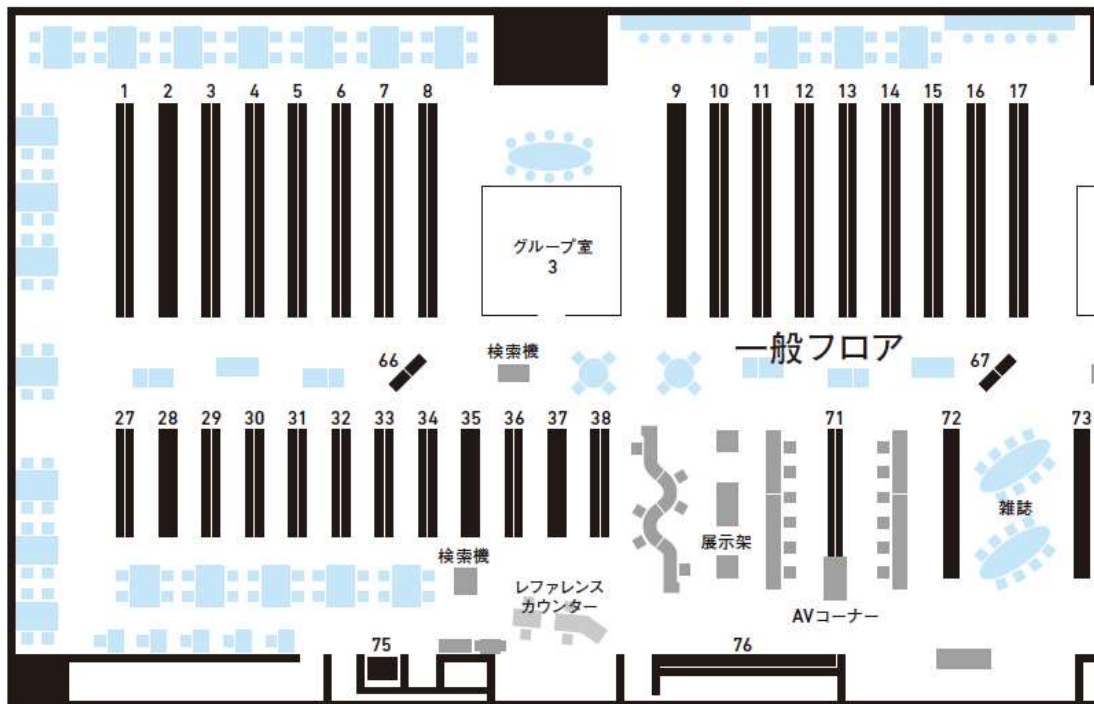 1 2 3 4 5 6 7 8 9 10 11 12 13 14 15 16 17
グループ室
3
一般フロア
66 検索機 67
27 28 29 30 31 32 33 34 35 36 37 38 71 72 73
雑誌
展示架
検索機
レファレンス
カウンター
AVコーナー
75 76